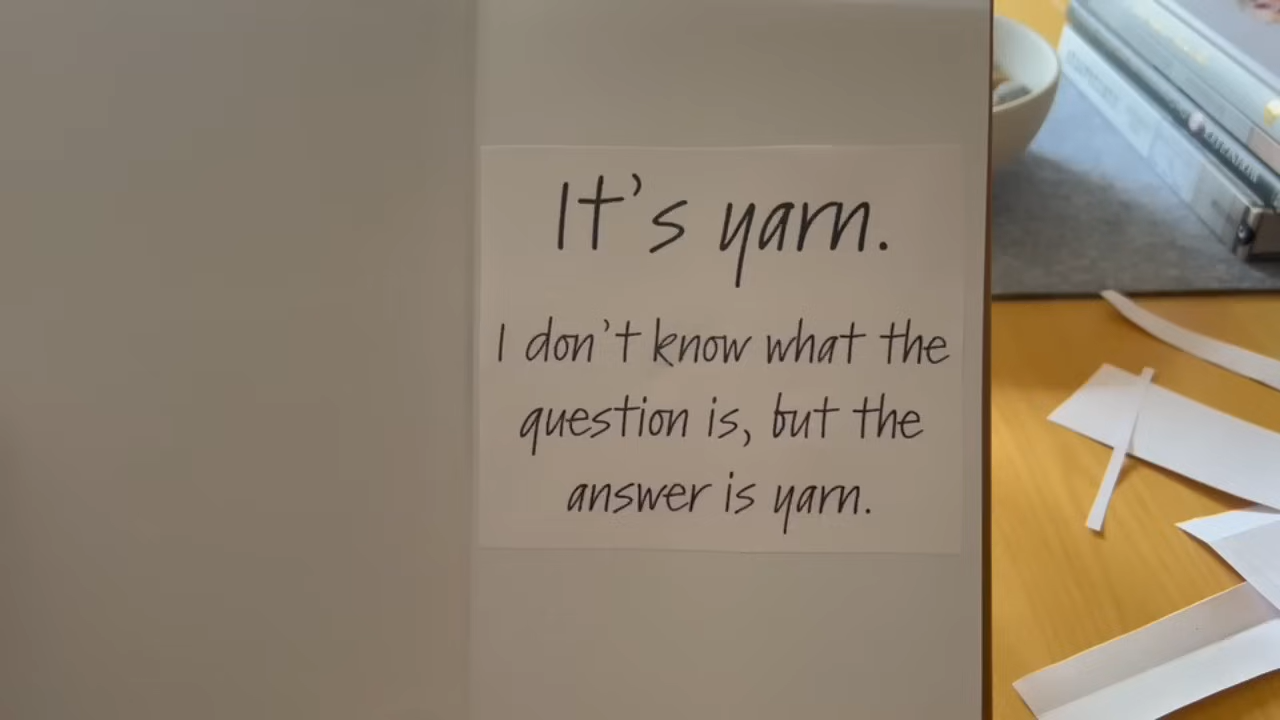 It's yarn.
I don't know what the
question is, but the
answer is yarn.